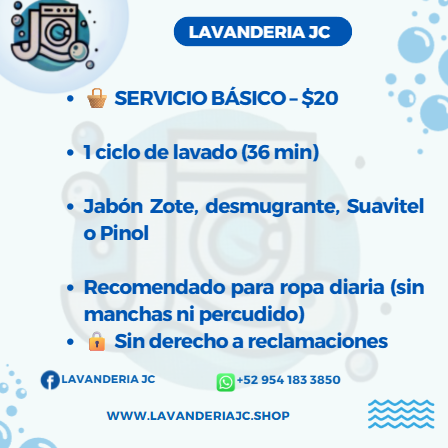 LAVANDERIA JC
• 🧺 SERVICIO BÁSICO – $20
• 1 ciclo de lavado (36 min)
• Jabón Zote, desmugrante, Suavitel
o Pinol
• Recomendado para ropa diaria (sin
manchas ni percudido)
• 🔒 Sin derecho a reclamaciones
LAVANDERIA JC
+52 954 183 3850
WWW.LAVANDERIAJC.SHOP